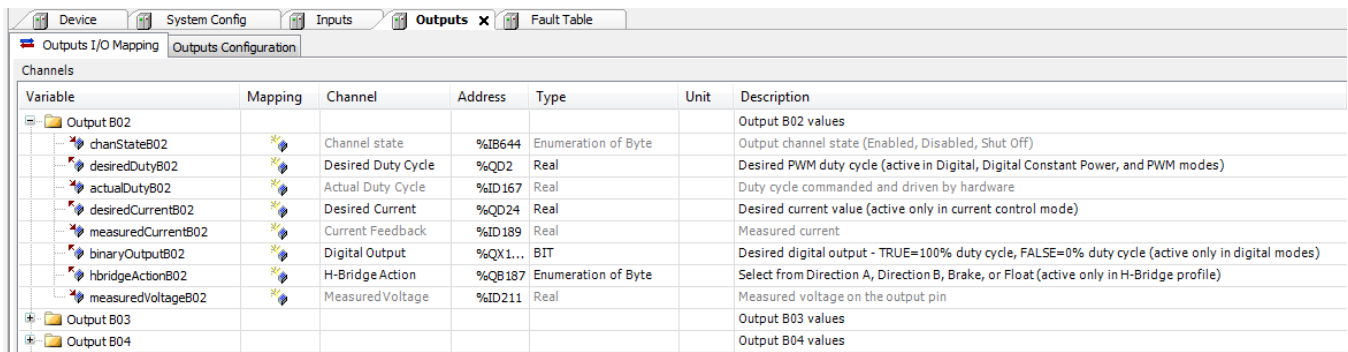 Device System Config Inputs Outputs x Fault Table
Outputs I/O Mapping Outputs Configuration
Channels
Variable Mapping Channel Address Type Unit Description
Output B02 Output B02 values
chanStateB02 Channel state %IB644 Enumeration of Byte Output channel state (Enabled, Disabled, Shut Off)
desiredDutyB02 Desired Duty Cycle %QD2 Real Desired PWM duty cycle (active in Digital, Digital Constant Power, and PWM modes)
actualDutyB02 Actual Duty Cycle %ID167 Real Duty cycle commanded and driven by hardware
desiredCurrentB02 Desired Current %QD24 Real Desired current value (active only in current control mode)
measuredCurrentB02 Current Feedback %ID189 Real Measured current
binaryOutputB02 Digital Output %QX1... BIT Desired digital output - TRUE=100% duty cycle, FALSE=0% duty cycle (active only in digital modes)
hbridgeActionB02 H-Bridge Action %QB187 Enumeration of Byte Select from Direction A, Direction B, Brake, or Float (active only in H-Bridge profile)
measuredVoltageB02 Measured Voltage %ID211 Real Measured voltage on the output pin
Output B03 Output B03 values
Output B04 Output B04 values